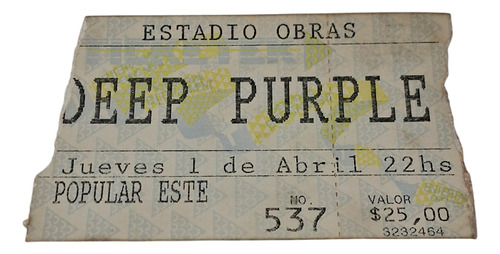 ESTADIO OBRAS
DEEP PURPLE
Jueves 1 de Abril 22hs
POPULAR ESTE
NO.
537
VALOR
$25,00
3232464